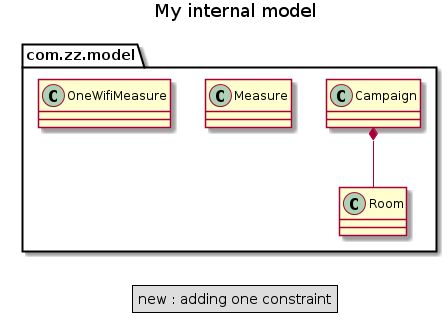 My internal model
com.zz.model
C OneWifiMeasure
C Measure
C Campaign
C Room
new : adding one constraint